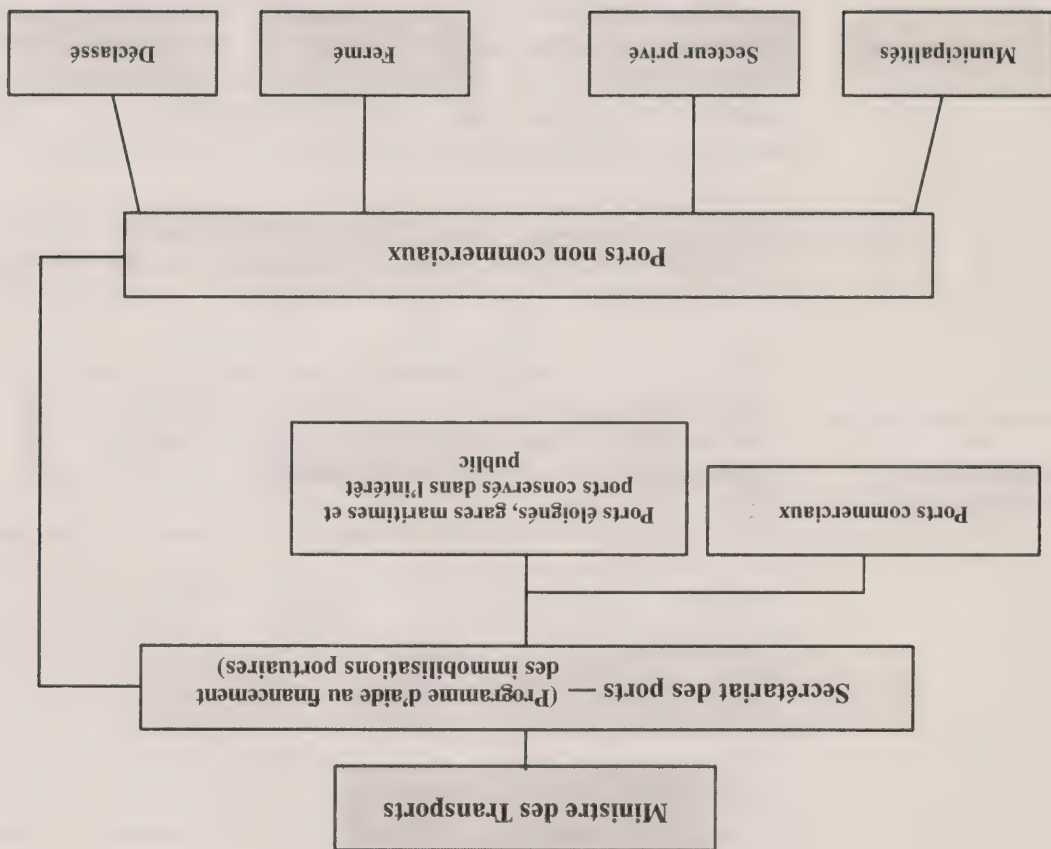 Ministre des Transports
Secrétariat des ports — (Programme d'aide au financement
des immobilisations portuaires)
Ports commerciaux
Ports éloignés, gares maritimes et
ports conservés dans l'intérêt
public
Ports non commerciaux
Municipalités
Secteur privé
Fermé
Déclassé